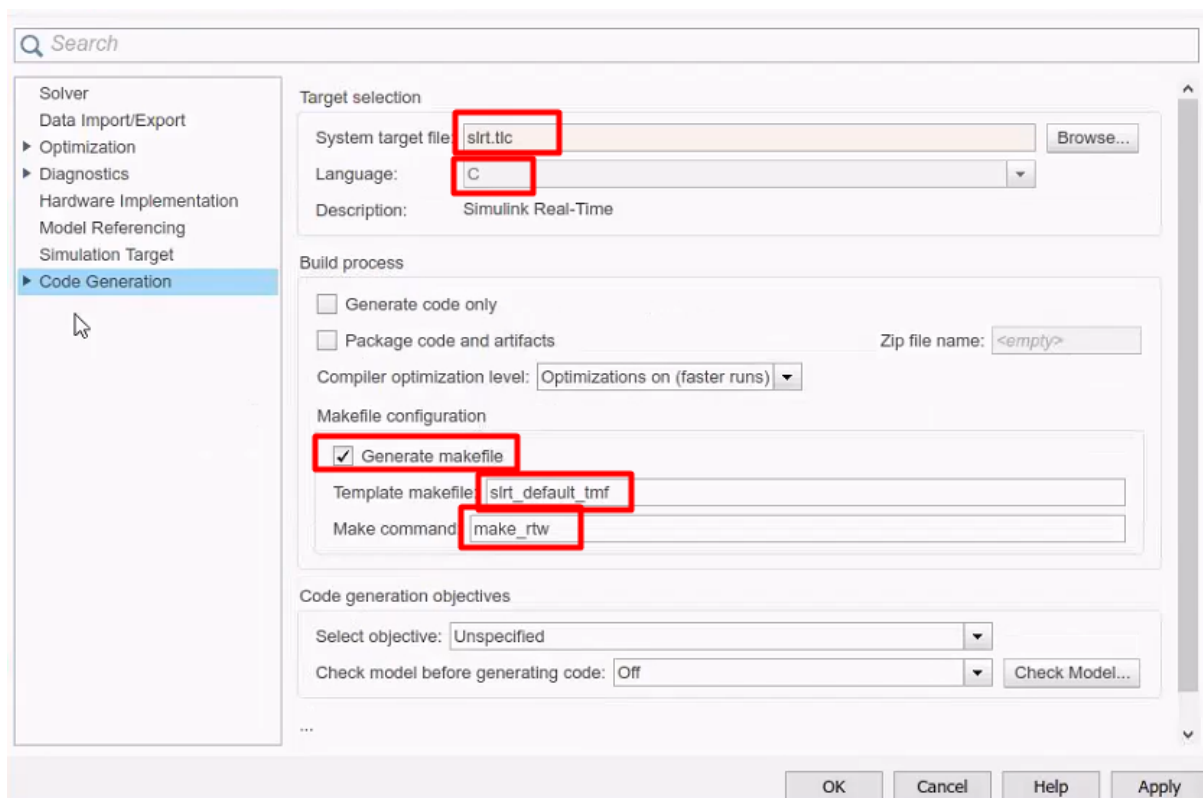 Search
Solver
Data Import/Export
Optimization
Diagnostics
Hardware Implementation
Model Referencing
Simulation Target
Code Generation
Target selection
System target file: slrt.tlc Browse...
Language: C
Description: Simulink Real-Time
Build process
Generate code only
Package code and artifacts Zip file name: <empty>
Compiler optimization level: Optimizations on (faster runs)
Makefile configuration
Generate makefile
Template makefile: slrt_default_tmf
Make command: make_rtw
Code generation objectives
Select objective: Unspecified
Check model before generating code: Off Check Model...
...
OK Cancel Help Apply